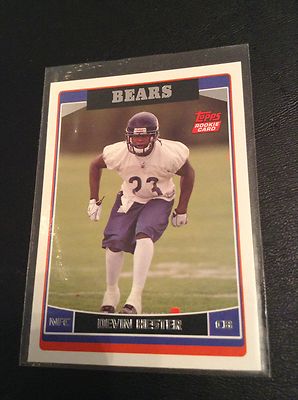 BEARS
Topps
ROOKIE
CARD
23
NFC DEVIN HESTER CB